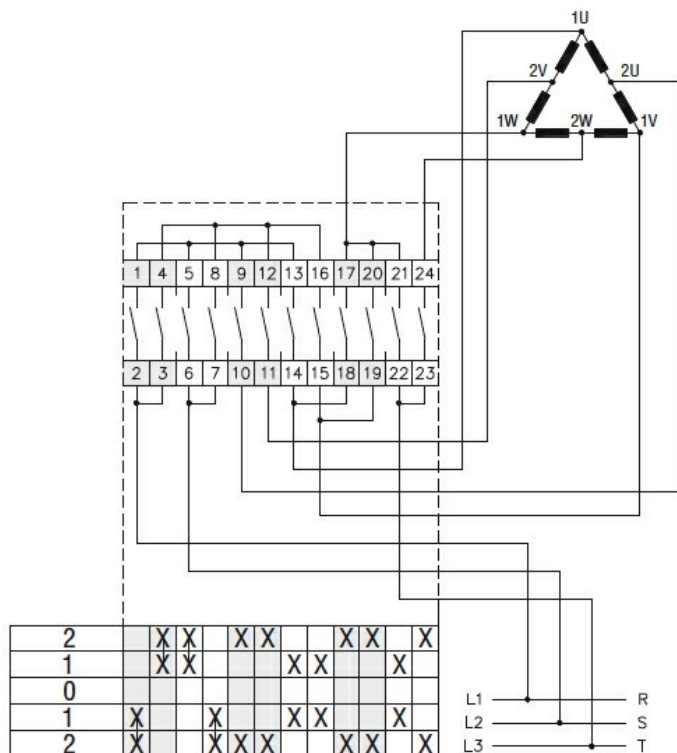 1U
2V 2U
1W 2W 1V
1 4 5 8 9 12 13 16 17 20 21 24
2 3 6 7 10 11 14 15 18 19 22 23
2 X X X X X X X
1 X X X X X
0
1 X X X X X
2 X X X X X X X
L1 R
L2 S
L3 T